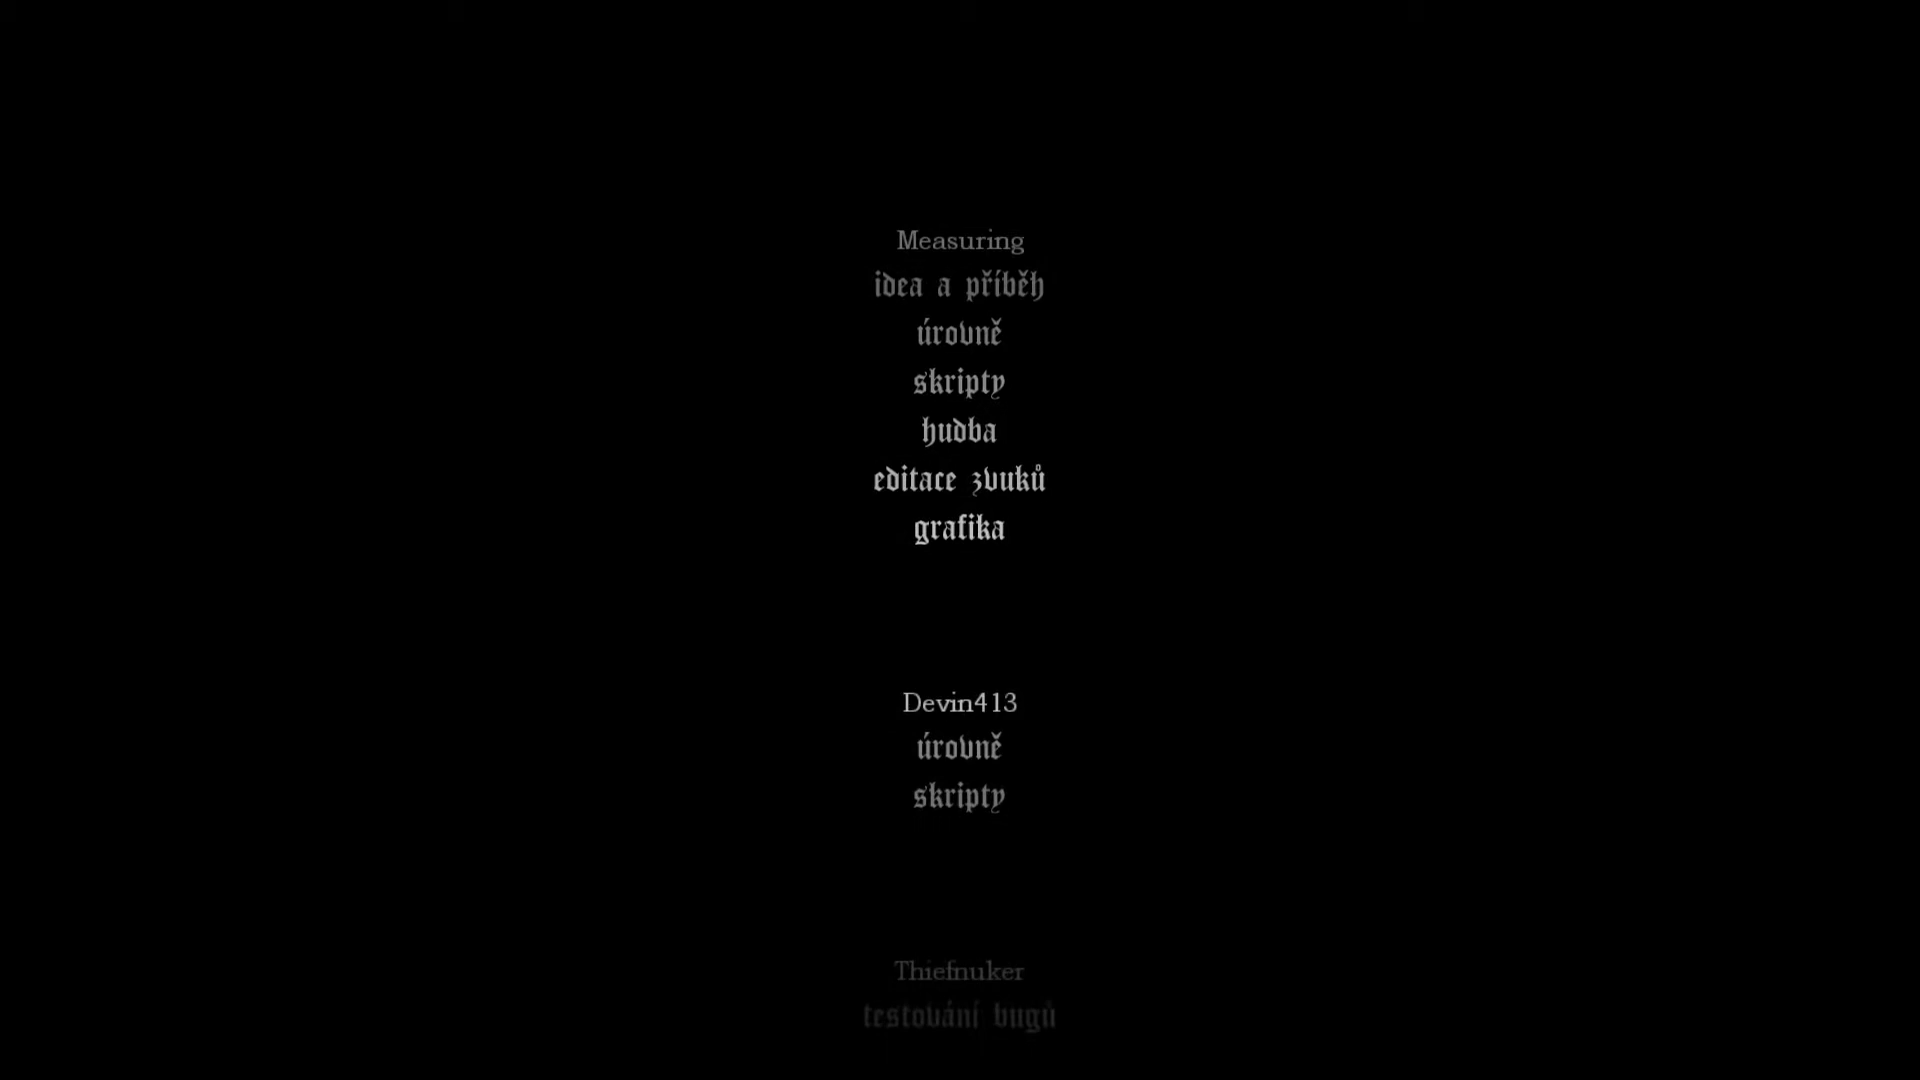 Measuring
idea a příběh
úrovně
skripty
hudba
editace zvuků
grafika
Devin413
úrovně
skripty
Thiefnuker
testování bugů